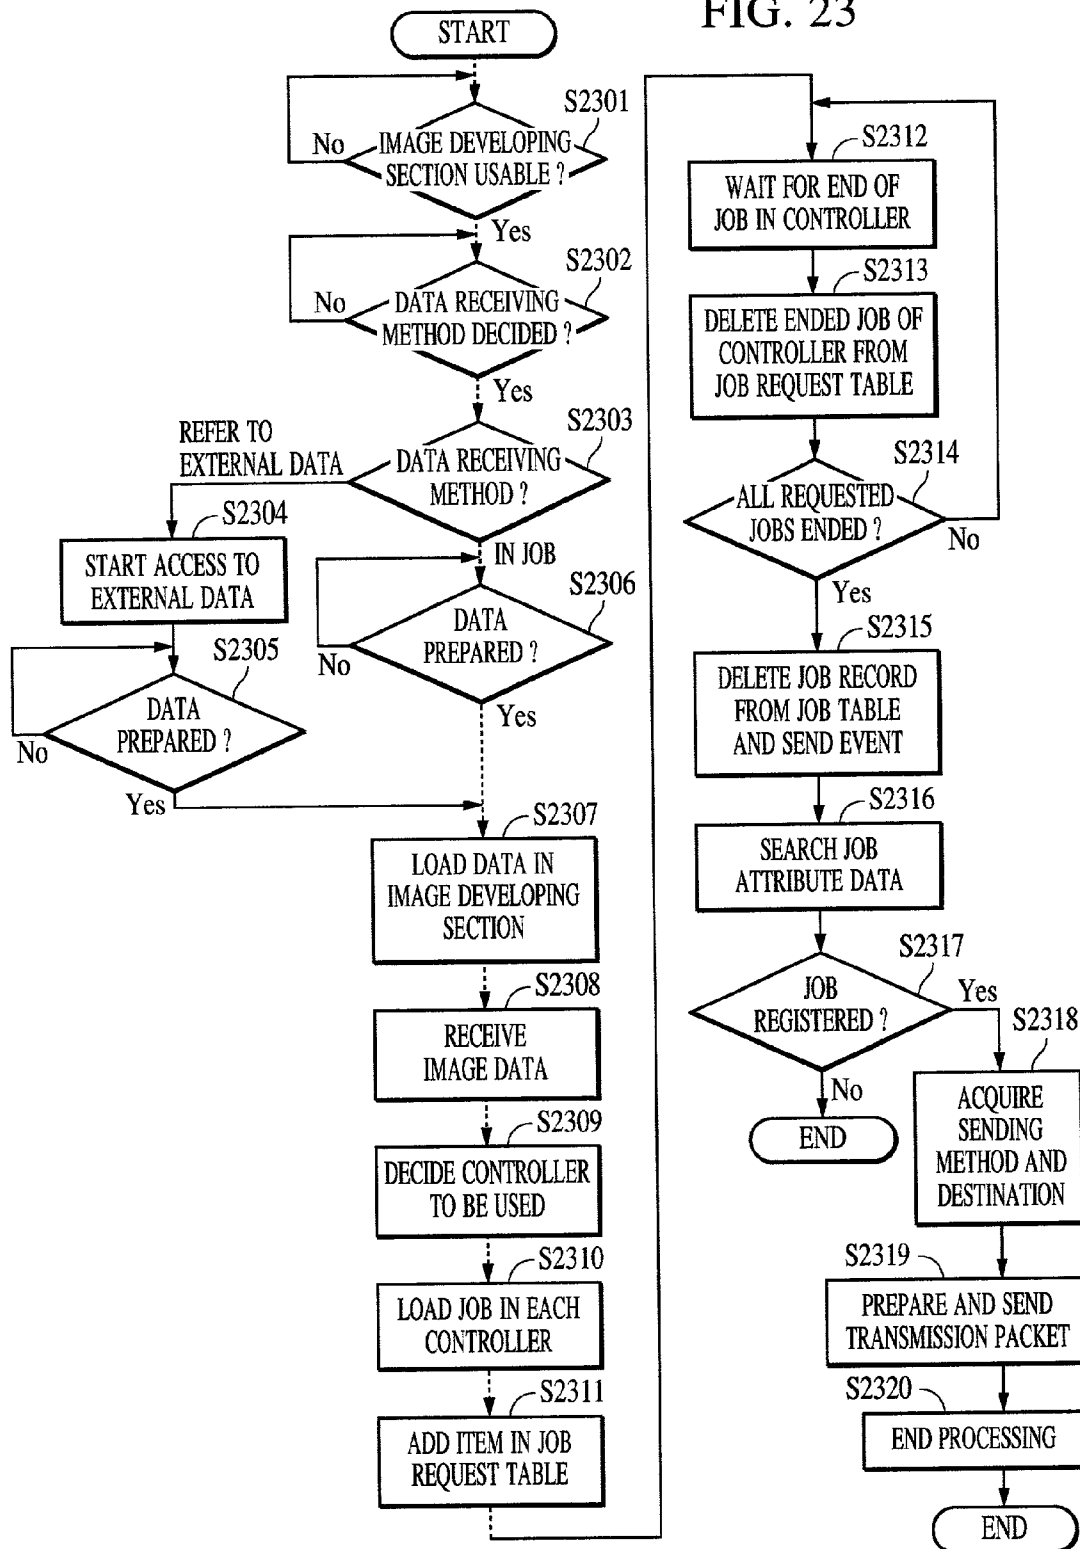 FIG. 23
START
S2301
IMAGE DEVELOPING
SECTION USABLE ?
No
Yes
S2302
DATA RECEIVING
METHOD DECIDED ?
No
Yes
S2303
DATA RECEIVING
METHOD ?
REFER TO
EXTERNAL DATA
IN JOB
S2304
START ACCESS TO
EXTERNAL DATA
S2305
DATA
PREPARED ?
No
Yes
S2306
DATA
PREPARED ?
No
Yes
S2307
LOAD DATA IN
IMAGE DEVELOPING
SECTION
S2308
RECEIVE
IMAGE DATA
S2309
DECIDE CONTROLLER
TO BE USED
S2310
LOAD JOB IN EACH
CONTROLLER
S2311
ADD ITEM IN JOB
REQUEST TABLE
S2312
WAIT FOR END OF
JOB IN CONTROLLER
S2313
DELETE ENDED JOB OF
CONTROLLER FROM
JOB REQUEST TABLE
S2314
ALL REQUESTED
JOBS ENDED ?
No
Yes
S2315
DELETE JOB RECORD
FROM JOB TABLE
AND SEND EVENT
S2316
SEARCH JOB
ATTRIBUTE DATA
S2317
JOB
REGISTERED ?
Yes
No
END
S2318
ACQUIRE
SENDING
METHOD AND
DESTINATION
S2319
PREPARE AND SEND
TRANSMISSION PACKET
S2320
END PROCESSING
END